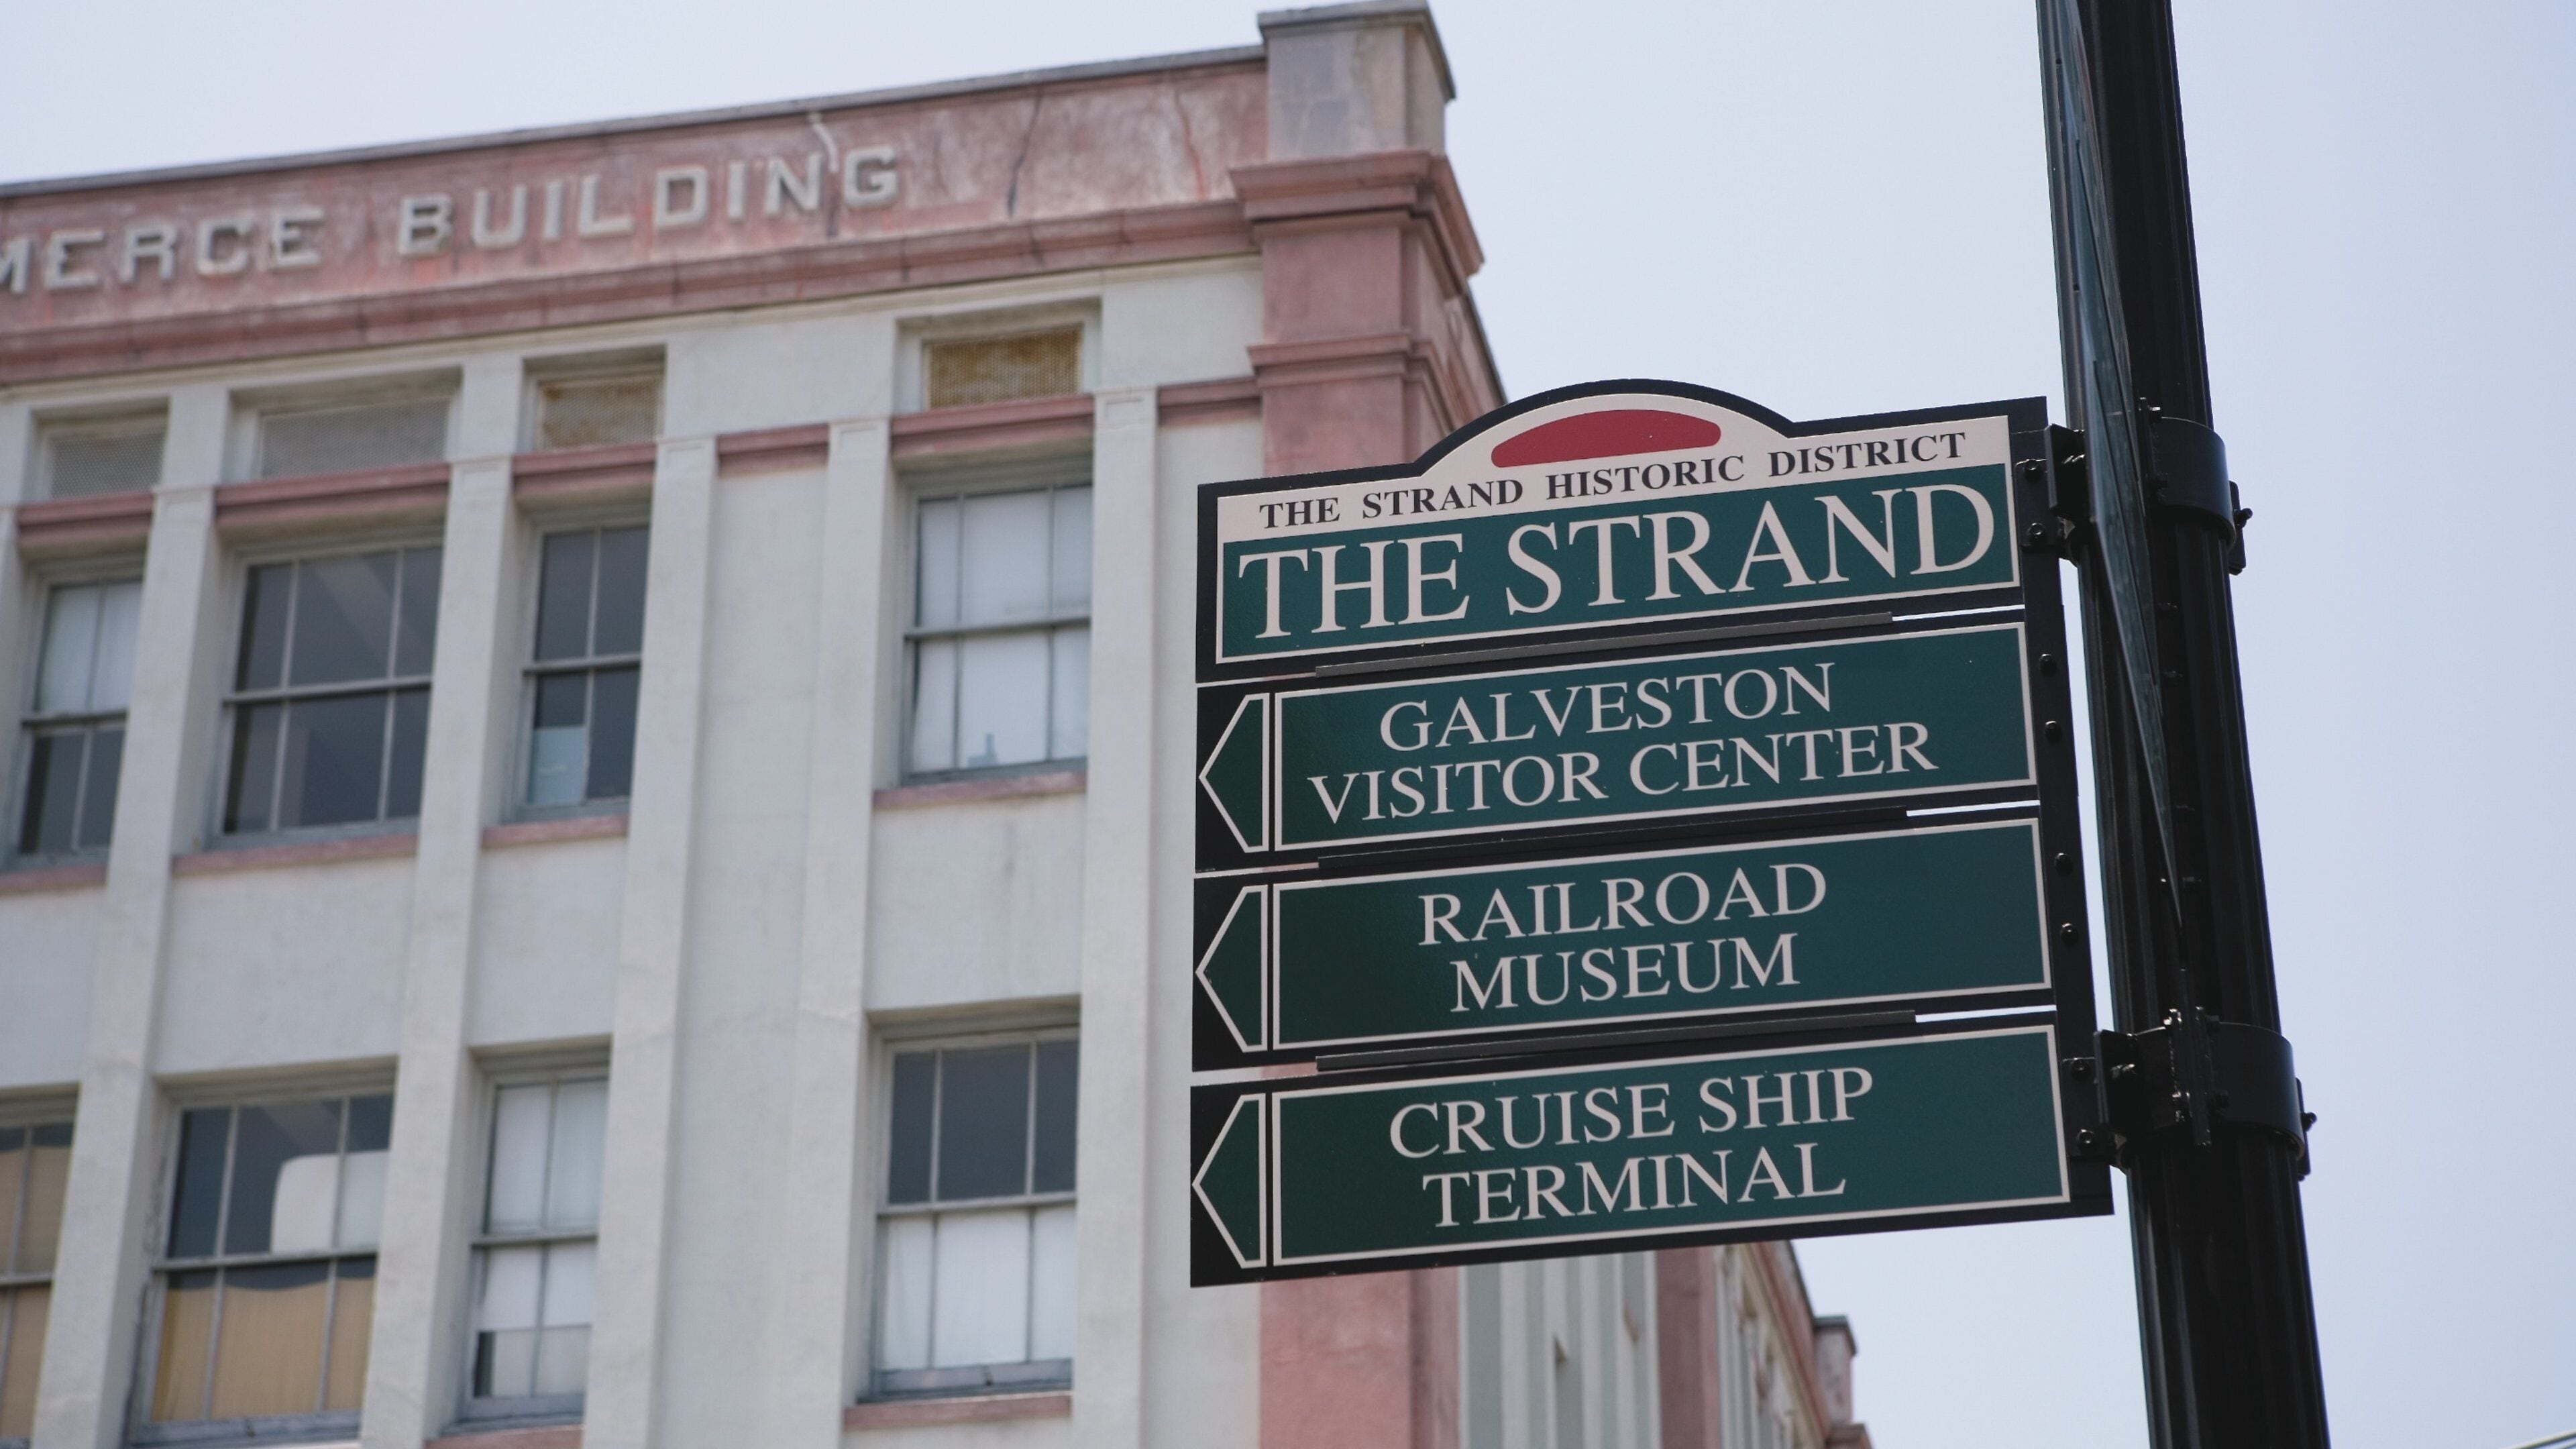 MERCE BUILDING
THE STRAND HISTORIC DISTRICT
THE STRAND
GALVESTON
VISITOR CENTER
RAILROAD
MUSEUM
CRUISE SHIP
TERMINAL